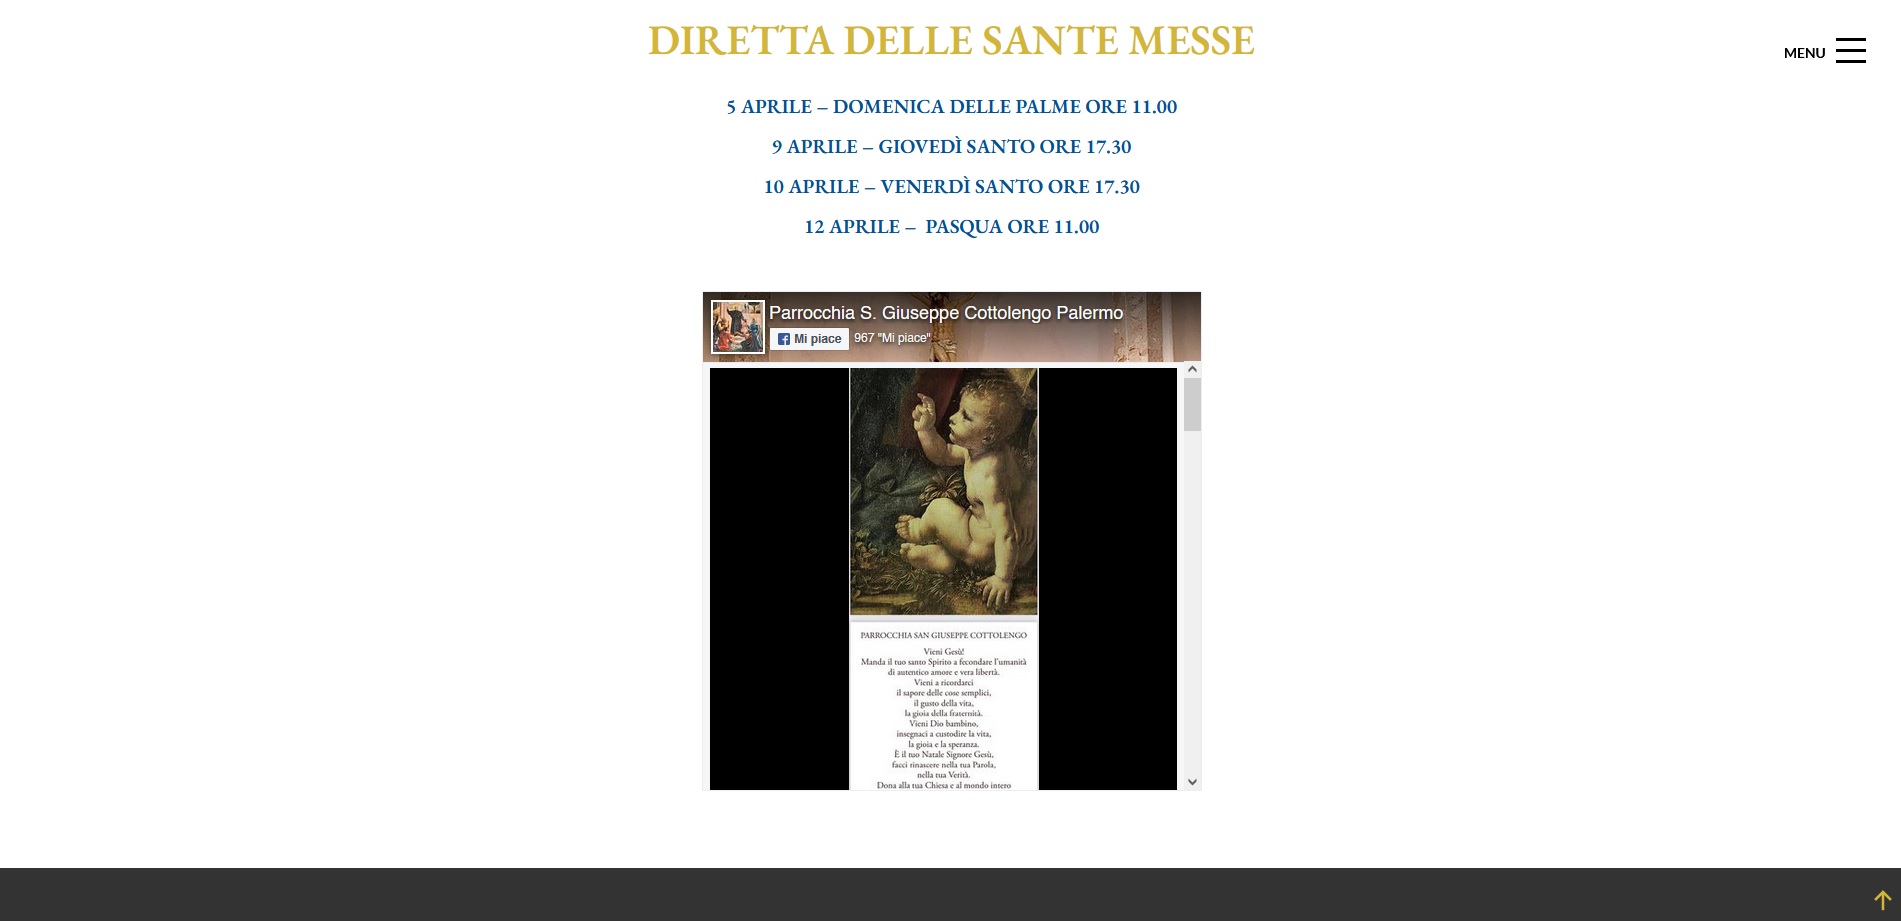 DIRETTA DELLE SANTE MESSE
MENU
5 APRILE – DOMENICA DELLE PALME ORE 11.00
9 APRILE – GIOVEDÌ SANTO ORE 17.30
10 APRILE – VENERDÌ SANTO ORE 17.30
12 APRILE – PASQUA ORE 11.00
Parrocchia S. Giuseppe Cottolengo Palermo
Mi piace 967 "Mi piace"
PARROCCHIA SAN GIUSEPPE COTTOLENGO
Vieni Gesù!
Manda il tuo santo Spirito a fecondare l'umanità
di autentico amore e vera libertà.
Vieni a ricordarci
il sapore delle cose semplici,
il gusto della vita,
la gioia della fraternità.
Vieni Dio bambino,
insegnaci a custodire la vita,
la gioia e la speranza.
È il tuo Natale Signore Gesù,
facci rinascere nella tua Parola,
nella tua Verità.
Dona alla tua Chiesa e al mondo intero